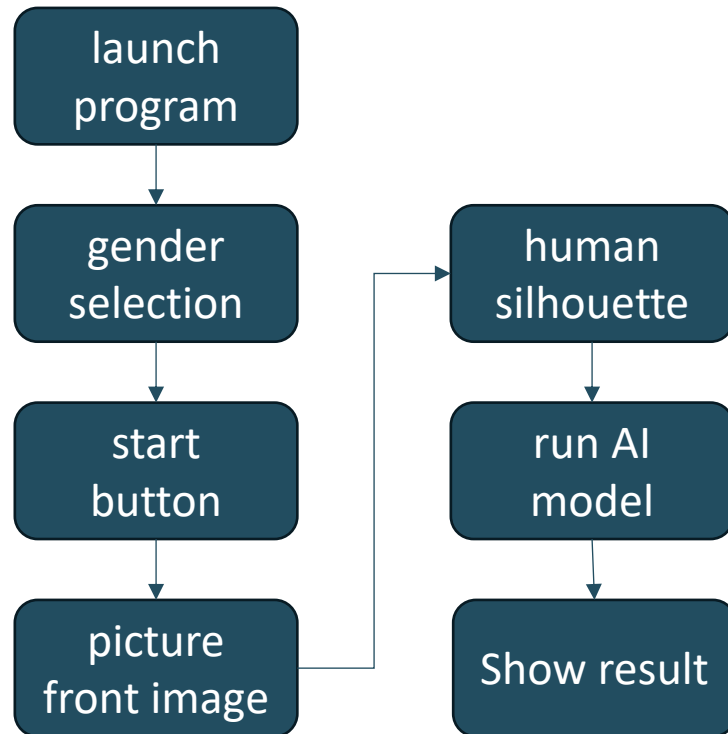 launch
program
gender
selection
start
button
picture
front image
human
silhouette
run AI
model
Show result